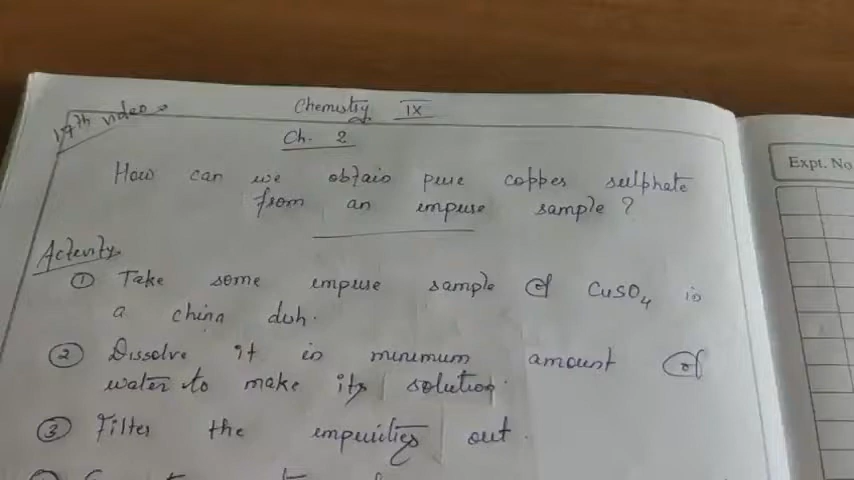 17th video
Chemistry IX
Ch. 2
How can we obtain pure copper sulphate
from an impure sample?
Activity
① Take some impure sample of CuSO4 in
a china dish.
② Dissolve it in minimum amount of
water to make its solution.
③ Filter the impurities out.
Expt. No